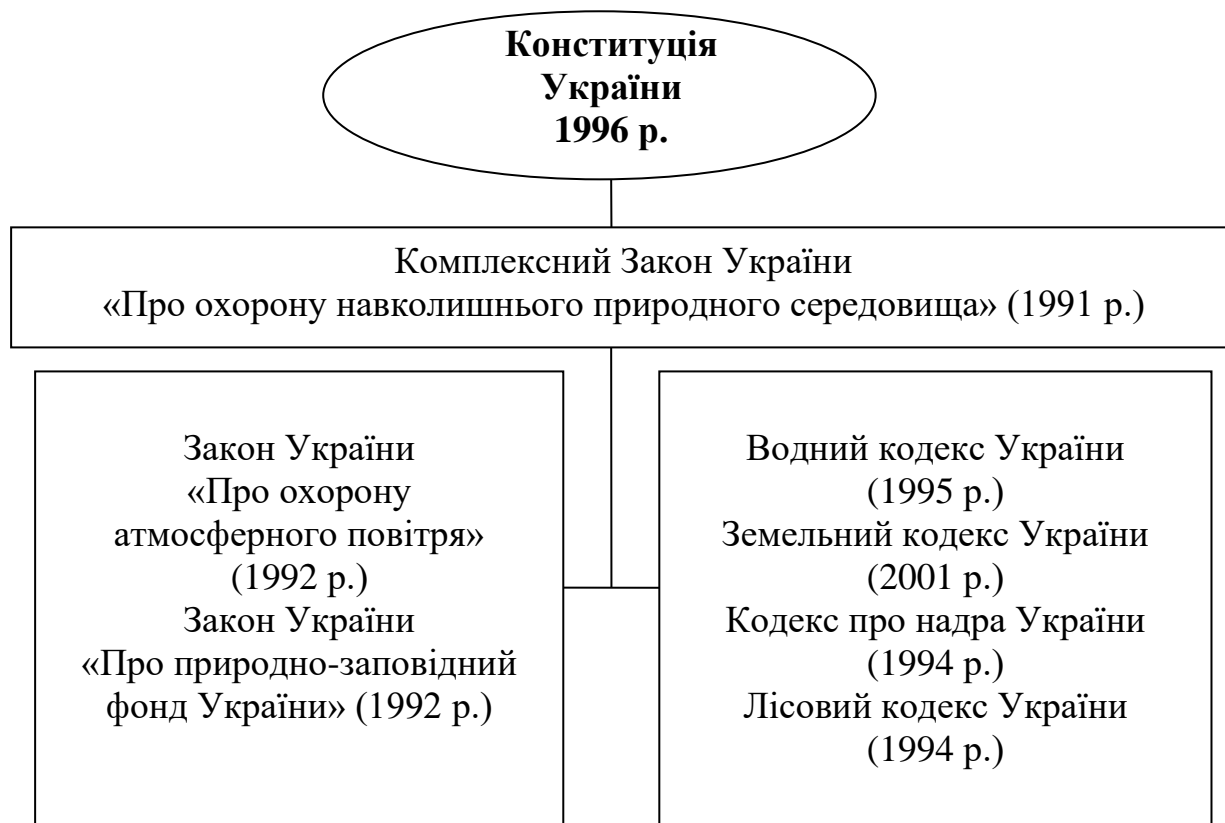 Конституція
України
1996 р.
Комплексний Закон України
«Про охорону навколишнього природного середовища» (1991 р.)
Закон України
«Про охорону
атмосферного повітря»
(1992 р.)
Закон України
«Про природно-заповідний
фонд України» (1992 р.)
Водний кодекс України
(1995 р.)
Земельний кодекс України
(2001 р.)
Кодекс про надра України
(1994 р.)
Лісовий кодекс України
(1994 р.)